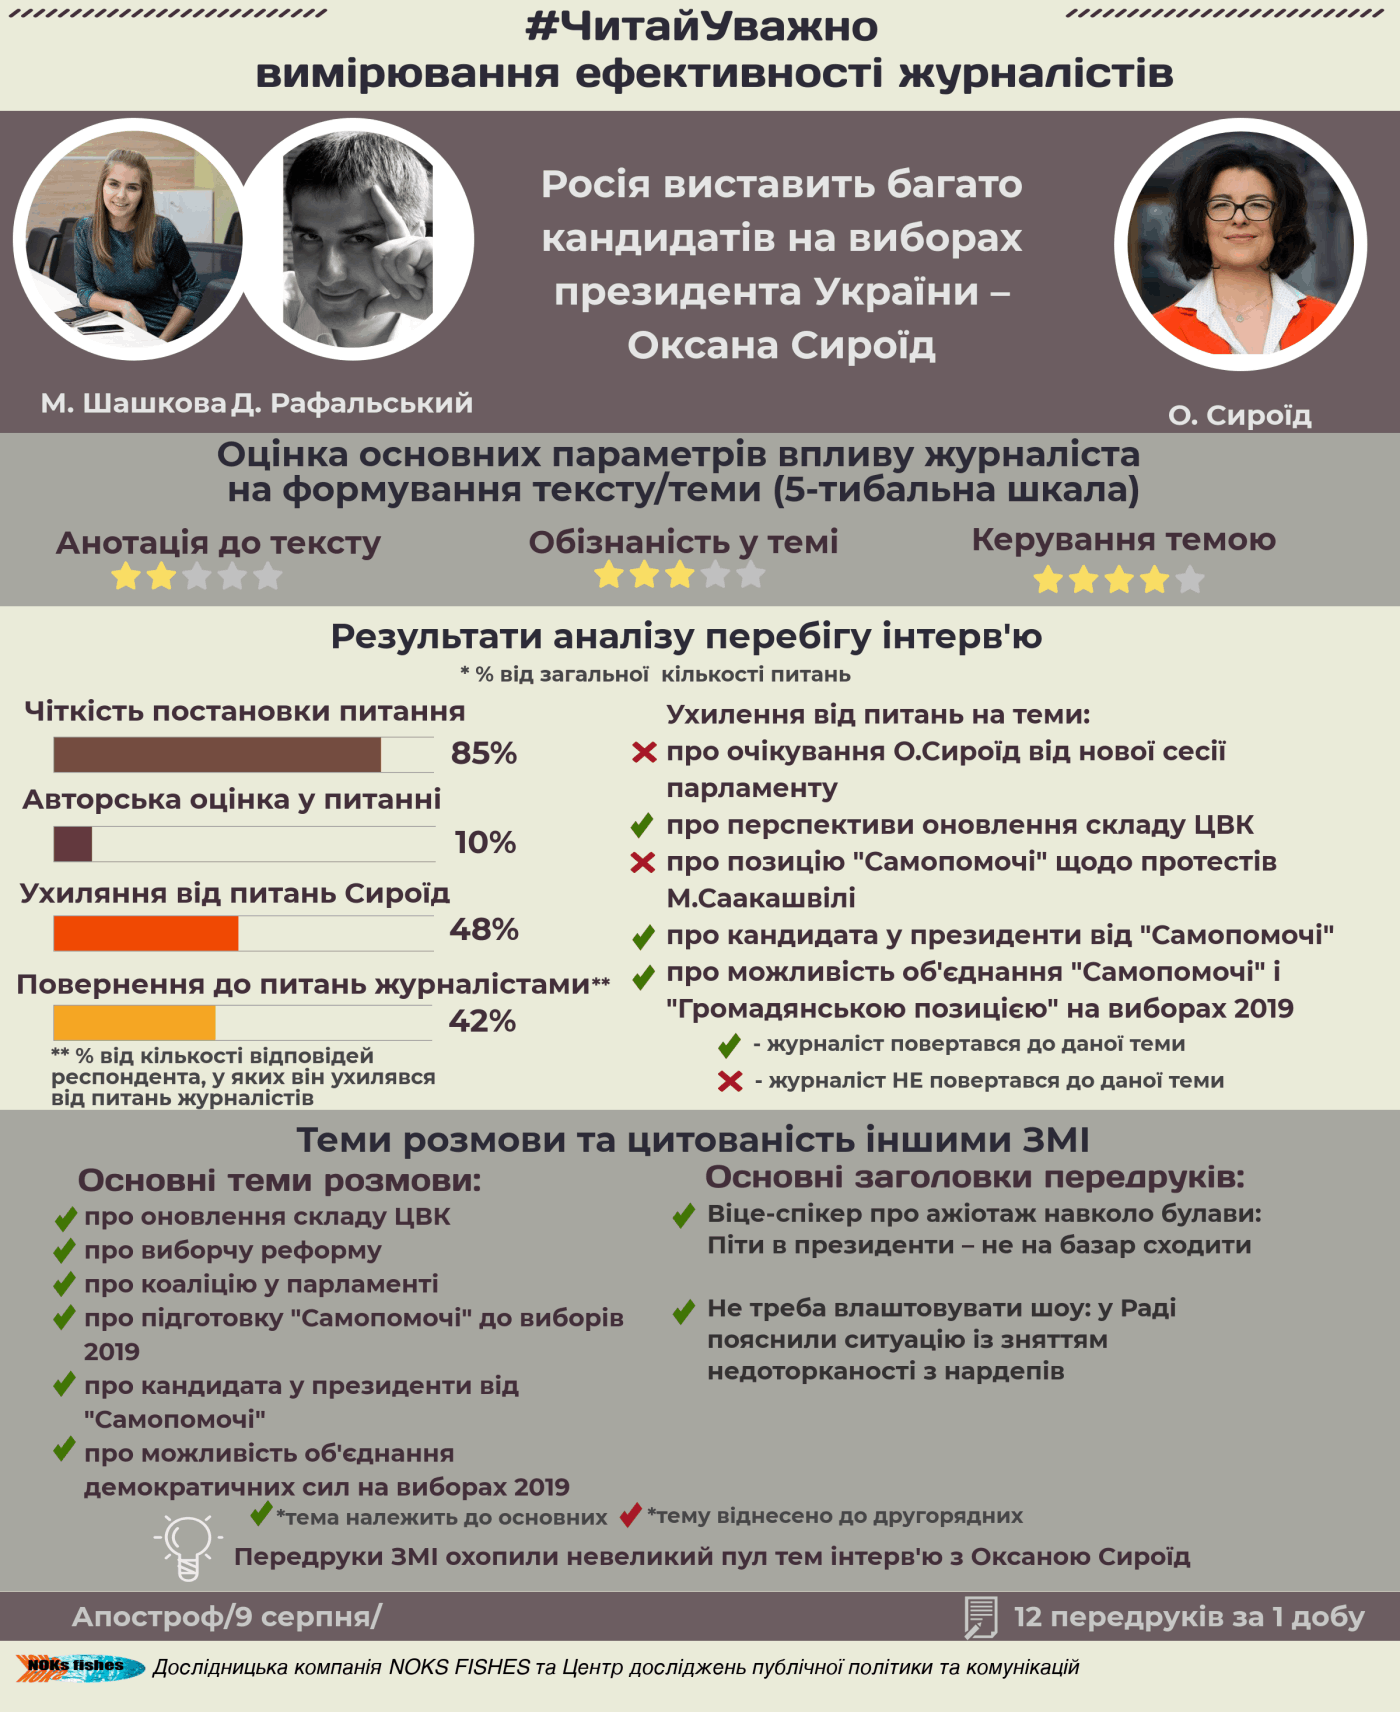 #ЧитайУважно
вимірювання ефективності журналістів
Росія виставить багато
кандидатів на виборах
президента України –
Оксана Сироїд
М. Шашкова Д. Рафальський
О. Сироїд
Оцінка основних параметрів впливу журналіста
на формування тексту/теми (5-тибальна шкала)
Анотація до тексту
Обізнаність у темі
Керування темою
Результати аналізу перебігу інтерв'ю
* % від загальної кількості питань
Чіткість постановки питання
85%
Авторська оцінка у питанні
10%
Ухиляння від питань Сироїд
48%
Повернення до питань журналістами**
42%
** % від кількості відповідей
респондента, у яких він ухилявся
від питань журналістів
Ухилення від питань на теми:
про очікування О.Сироїд від нової сесії
парламенту
про перспективи оновлення складу ЦВК
про позицію "Самопомочі" щодо протестів
М.Саакашвілі
про кандидата у президенти від "Самопомочі"
про можливість об'єднання "Самопомочі" і
"Громадянською позицією" на виборах 2019
- журналіст повертався до даної теми
- журналіст НЕ повертався до даної теми
Теми розмови та цитованість іншими ЗМІ
Основні теми розмови:
про оновлення складу ЦВК
про виборчу реформу
про коаліцію у парламенті
про підготовку "Самопомочі" до виборів
2019
про кандидата у президенти від
"Самопомочі"
про можливість об'єднання
демократичних сил на виборах 2019
Основні заголовки передруків:
Віце-спікер про ажіотаж навколо булави:
Піти в президенти – не на базар сходити
Не треба влаштовувати шоу: у Раді
пояснили ситуацію із зняттям
недоторканості з нардепів
*тема належить до основних
*тему віднесено до другорядних
Передруки ЗМІ охопили невеликий пул тем інтерв'ю з Оксаною Сироїд
Апостроф/9 серпня/
12 передруків за 1 добу
NOKs fishes
Дослідницька компанія NOKS FISHES та Центр досліджень публічної політики та комунікацій